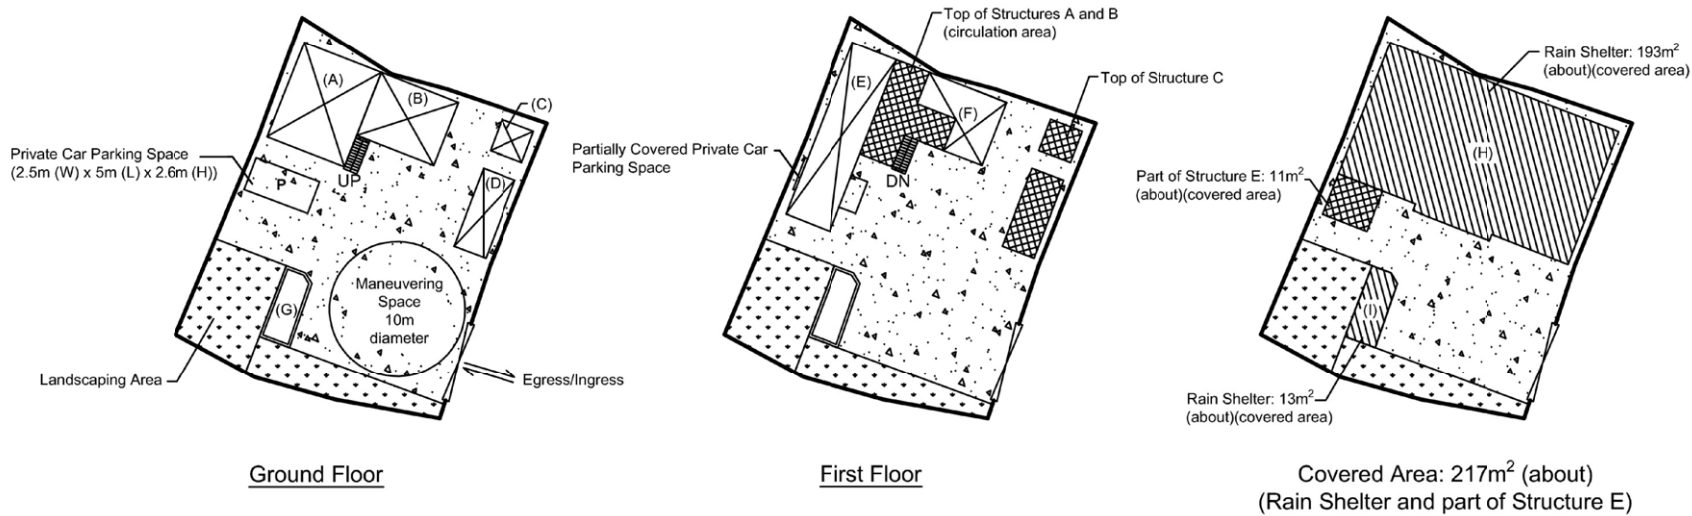 (A)
(B)
(C)
Private Car Parking Space
(2.5m (W) x 5m (L) x 2.6m (H))
P
UP
(D)
(G)
Maneuvering
Space
10m
diameter
Landscaping Area
Egress/Ingress
Ground Floor
Top of Structures A and B
(circulation area)
(E)
Top of Structure C
(F)
Partially Covered Private Car
Parking Space
DN
First Floor
Rain Shelter: 193m²
(about)(covered area)
(H)
Part of Structure E: 11m²
(about)(covered area)
(I)
Rain Shelter: 13m²
(about)(covered area)
Covered Area: 217m² (about)
(Rain Shelter and part of Structure E)